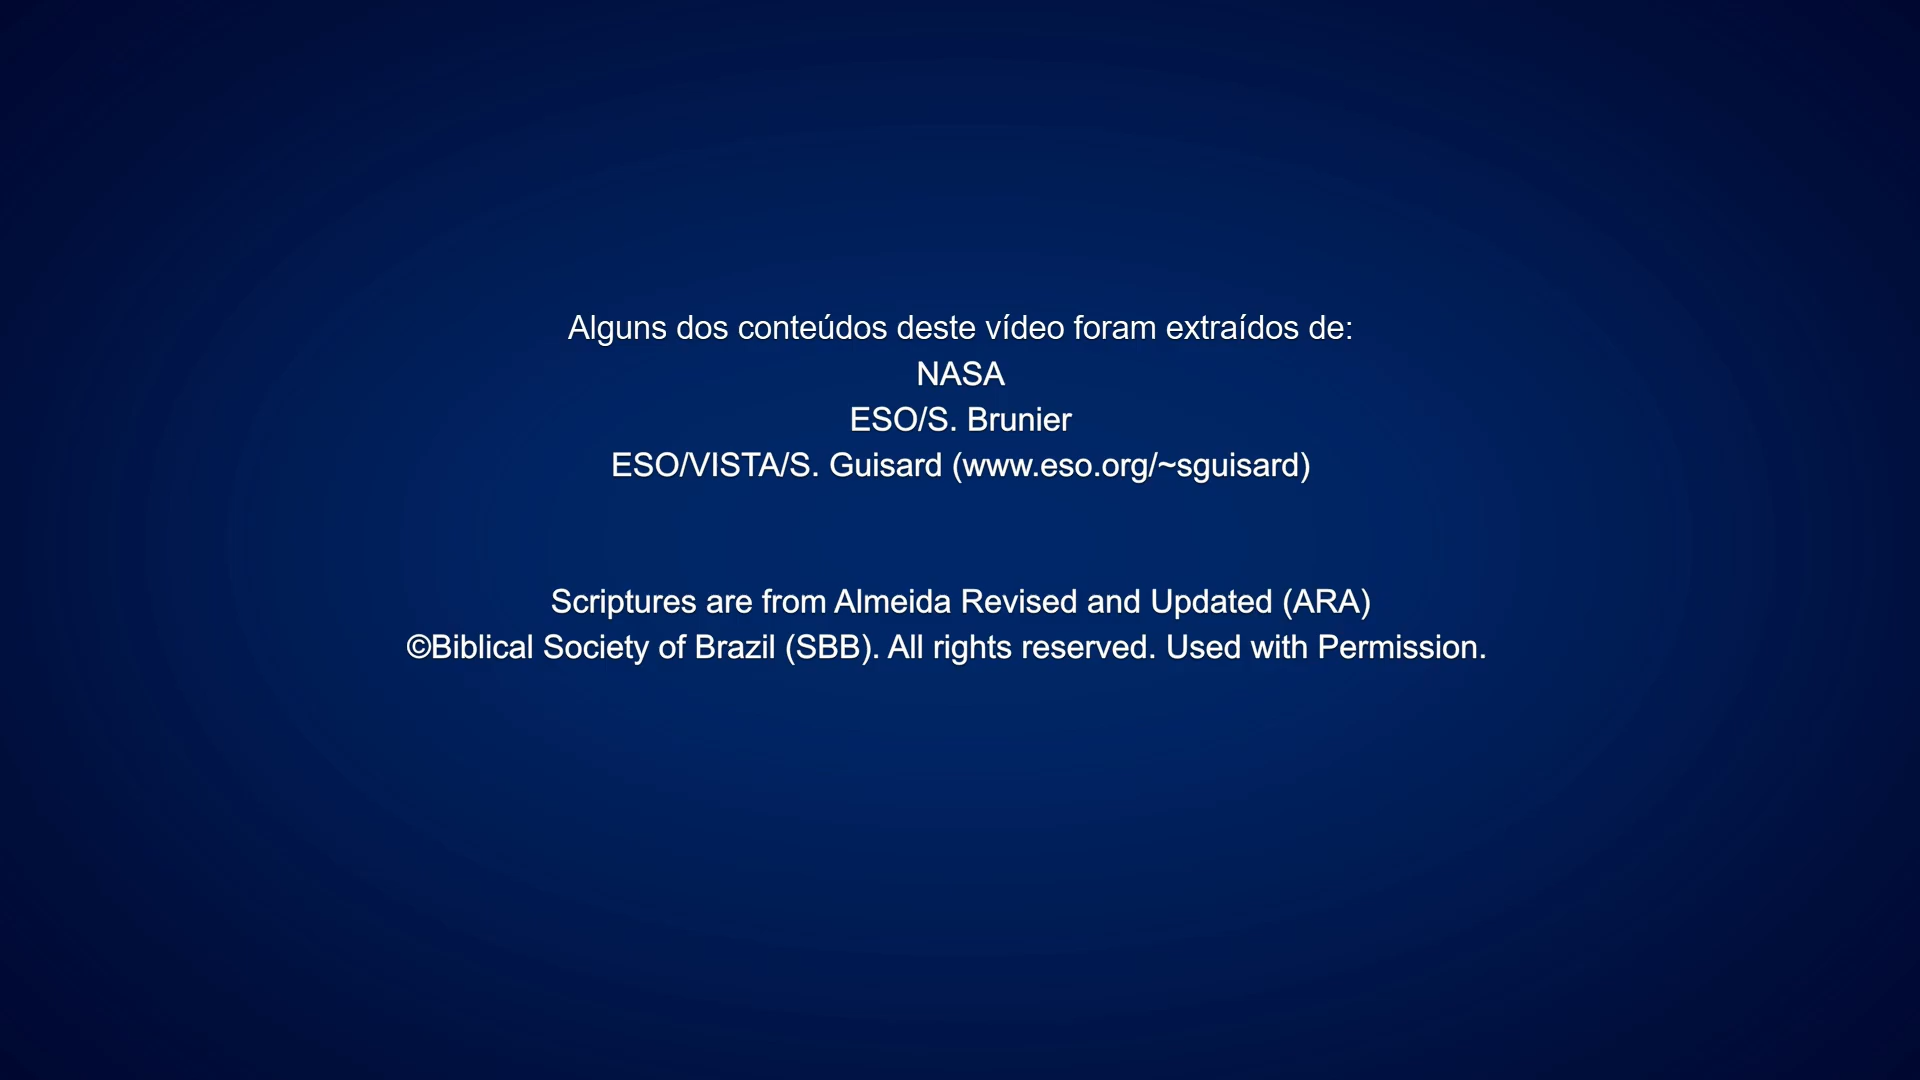 Alguns dos conteúdos deste vídeo foram extraídos de:
NASA
ESO/S. Brunier
ESO/VISTA/S. Guisard (www.eso.org/~sguisard)
Scriptures are from Almeida Revised and Updated (ARA)
©Biblical Society of Brazil (SBB). All rights reserved. Used with Permission.